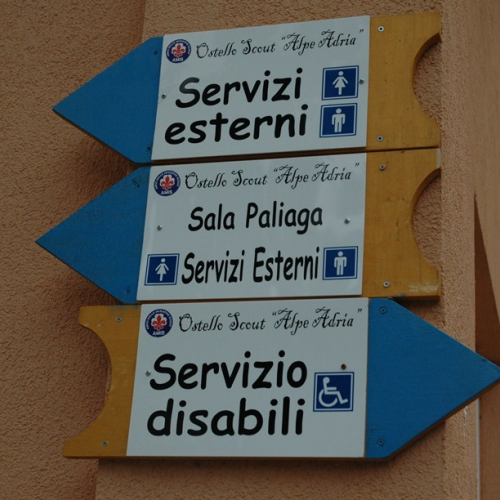 Ostello Scout "Alpe Adria"
Servizi
esterni
Ostello Scout "Alpe Adria"
Sala Paliaga
Servizi Esterni
Ostello Scout "Alpe Adria"
Servizio
disabili